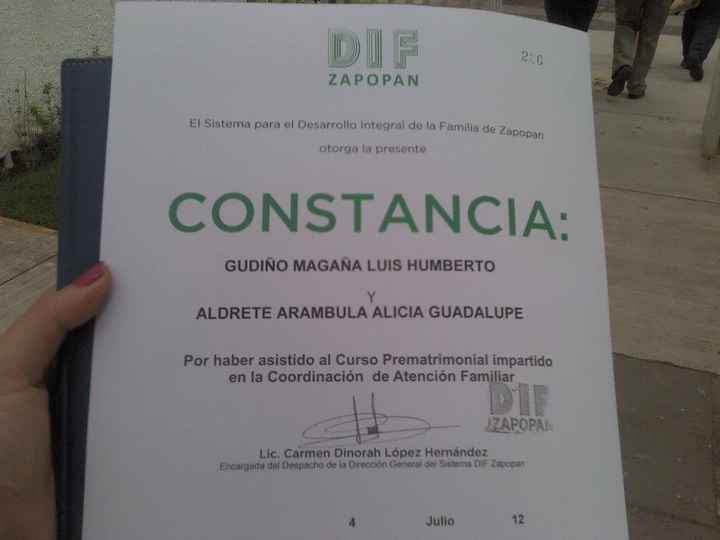 DIF
ZAPOPAN
El Sistema para el Desarrollo Integral de la Familia de Zapopan
otorga la presente
CONSTANCIA:
GUDIÑO MAGAÑA LUIS HUMBERTO
Y
ALDRETE ARAMBULA ALICIA GUADALUPE
Por haber asistido al Curso Prematrimonial impartido
en la Coordinación de Atención Familiar
DIF
ZAPOPAN
Lic. Carmen Dinorah López Hernández
Encargada del Despacho de la Dirección General del Sistema DIF Zapopan
4 Julio 12